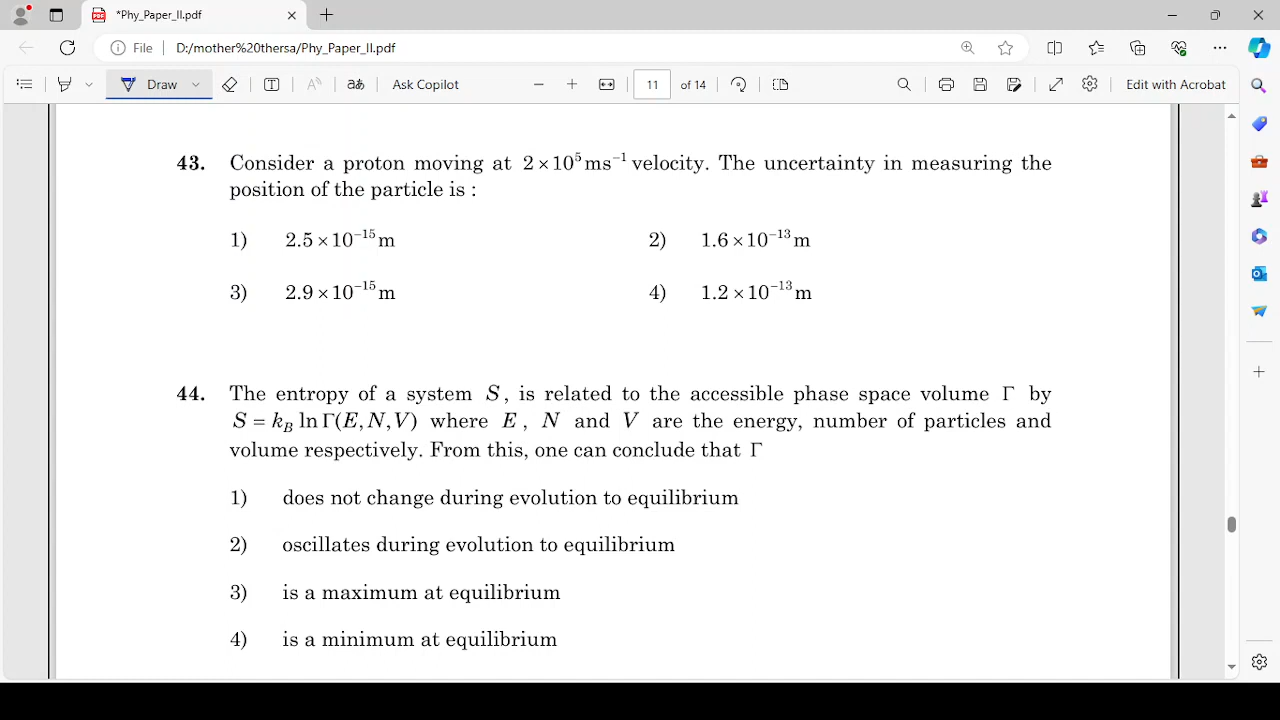 *Phy_Paper_II.pdf
File D:/mother%20thersa/Phy_Paper_II.pdf
Draw Ask Copilot 11 of 14 Edit with Acrobat
43. Consider a proton moving at 2×10⁵ ms⁻¹ velocity. The uncertainty in measuring the
position of the particle is :
1) 2.5×10⁻¹⁵ m 2) 1.6×10⁻¹³ m
3) 2.9×10⁻¹⁵ m 4) 1.2×10⁻¹³ m
44. The entropy of a system S, is related to the accessible phase space volume Γ by
S = k_B ln Γ(E, N, V) where E, N and V are the energy, number of particles and
volume respectively. From this, one can conclude that Γ
1) does not change during evolution to equilibrium
2) oscillates during evolution to equilibrium
3) is a maximum at equilibrium
4) is a minimum at equilibrium